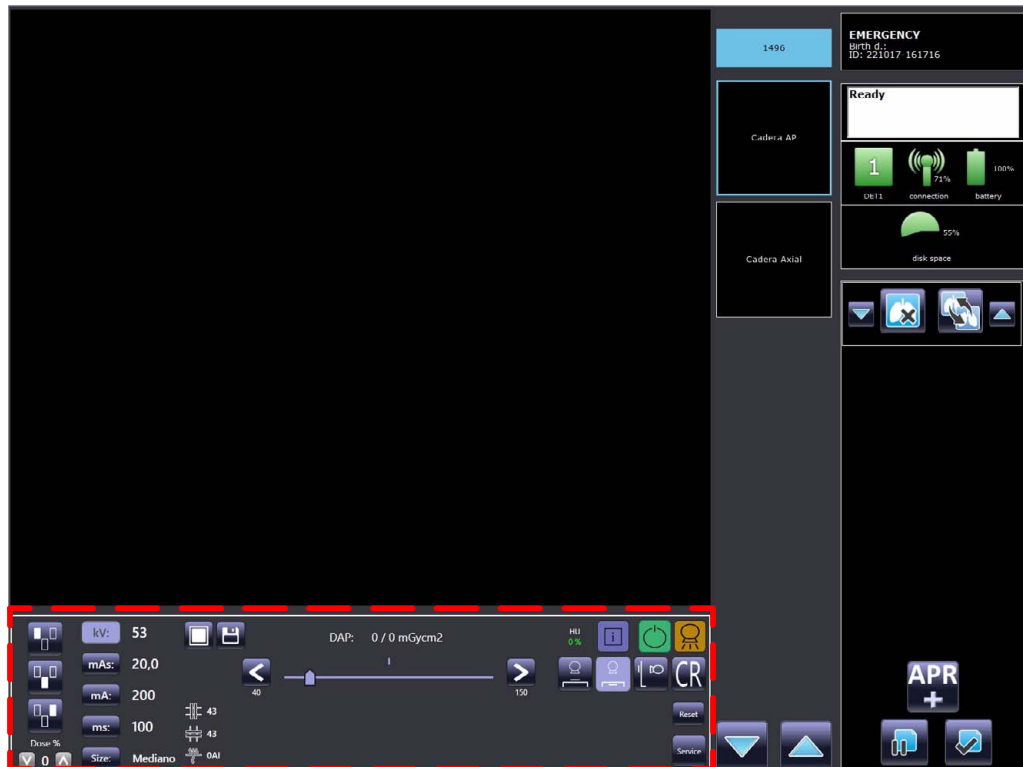 1496
Cadera AP
Cadera Axial
EMERGENCY
Birth d.:
ID: 221017-161716
Ready
1
71%
100%
DET1
connection
battery
55%
disk space
APR
kV: 53
mAs: 20,0
mA: 200
ms: 100
Size: Mediano
Dose %
0
43
43
0Al
DAP: 0 / 0 mGycm2
40
150
HU
0 %
i
CR
Reset
Service